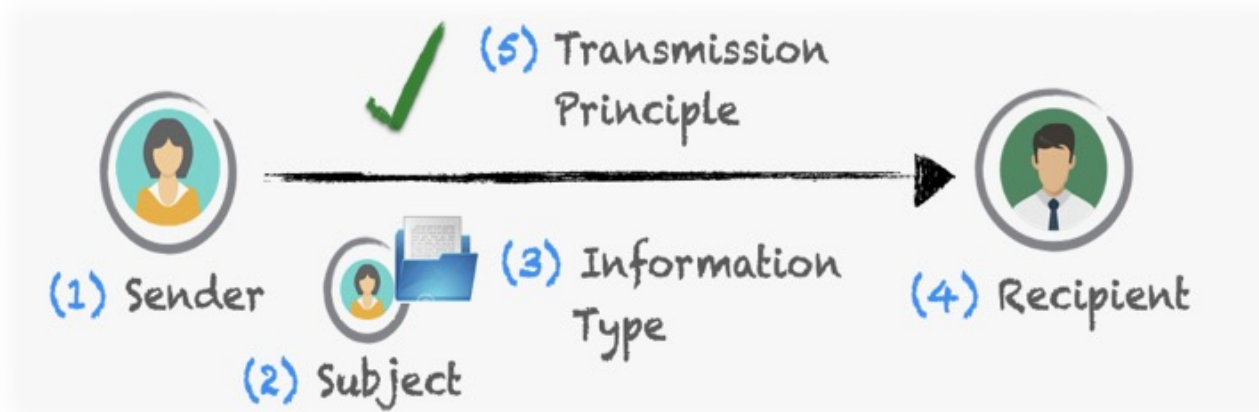 (5) Transmission
Principle
(1) Sender
(2) Subject
(3) Information
Type
(4) Recipient